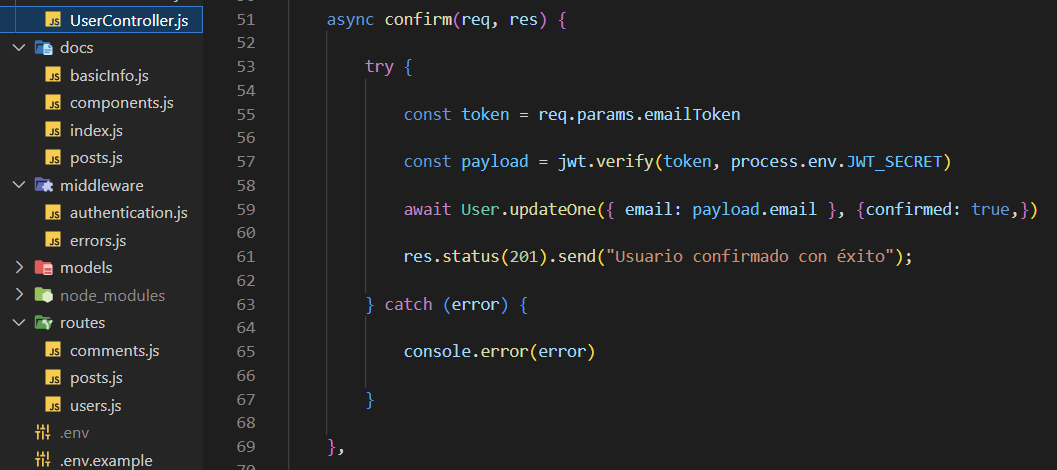 UserController.js
docs
basicInfo.js
components.js
index.js
posts.js
middleware
authentication.js
errors.js
models
node_modules
routes
comments.js
posts.js
users.js
.env
.env.example
51 async confirm(req, res) {
52
53 try {
54
55 const token = req.params.emailToken
56
57 const payload = jwt.verify(token, process.env.JWT_SECRET)
58
59 await User.updateOne({ email: payload.email }, {confirmed: true,})
60
61 res.status(201).send("Usuario confirmado con éxito");
62
63 } catch (error) {
64
65 console.error(error)
66
67 }
68
69 },